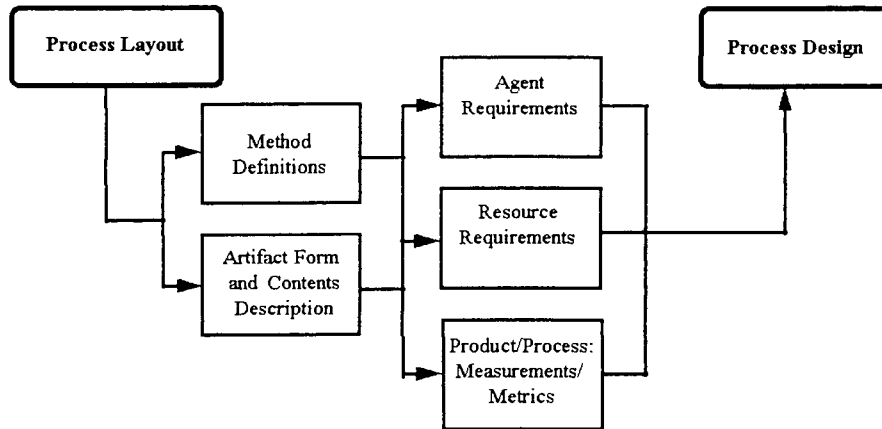 Process Layout
Process Design
Agent
Requirements
Method
Definitions
Resource
Requirements
Artifact Form
and Contents
Description
Product/Process:
Measurements/
Metrics